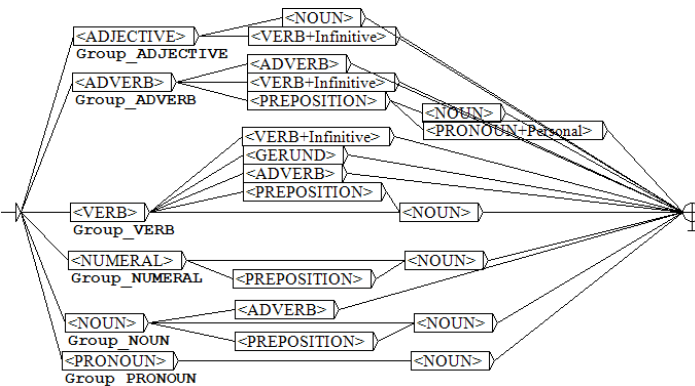 <NOUN>
<ADJECTIVE> <VERB+Infinitive>
Group_ADJECTIVE
<ADVERB>
<ADVERB> <VERB+Infinitive>
Group_ADVERB <PREPOSITION>
<NOUN>
<PRONOUN+Personal>
<VERB+Infinitive>
<GERUND>
<ADVERB>
<PREPOSITION>
<VERB> <NOUN>
Group_VERB
<NUMERAL> <NOUN>
Group_NUMERAL <PREPOSITION>
<ADVERB>
<NOUN> <NOUN>
Group_NOUN <PREPOSITION>
<PRONOUN> <NOUN>
Group_PRONOUN